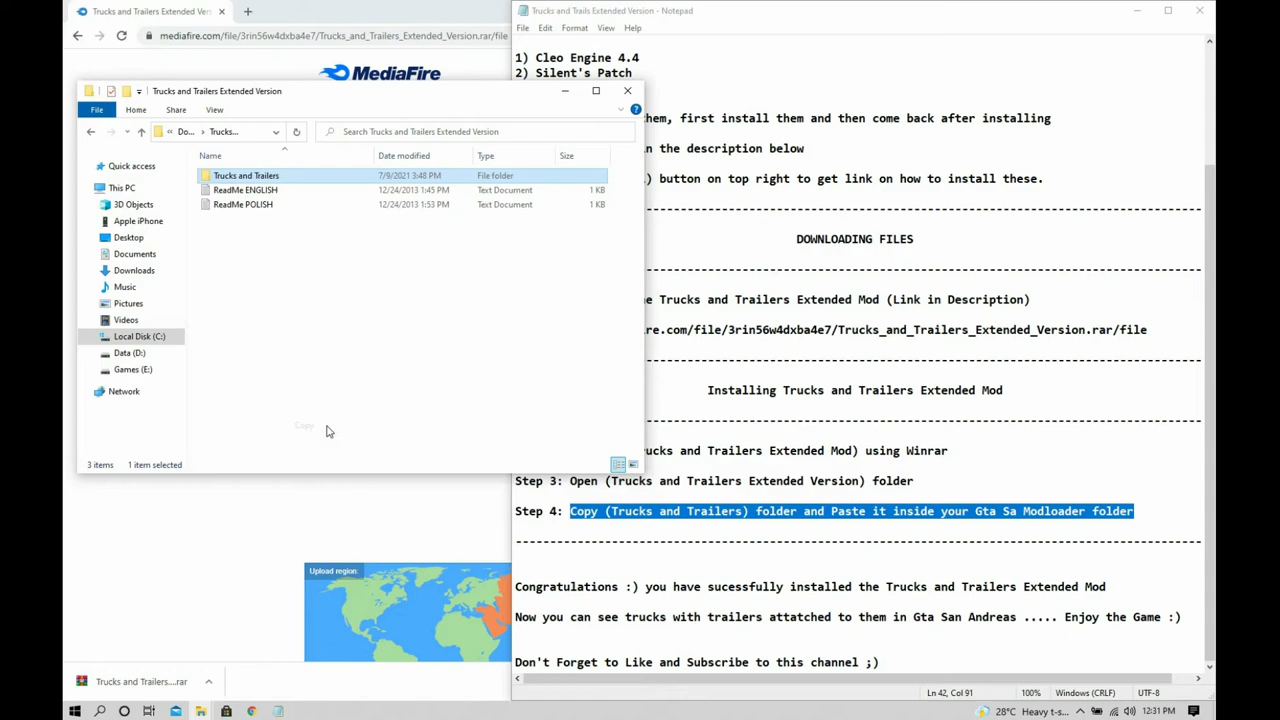 Trucks and Trailers Extended Ver
mediafire.com/file/3rin56w4dxba4e7/Trucks_and_Trailers_Extended_Version.rar/file
MediaFire
Trucks and Trailers Extended Version
File
Home
Share
View
Do...
Trucks...
Search Trucks and Trailers Extended Version
Name
Date modified
Type
Size
Quick access
This PC
3D Objects
Apple iPhone
Desktop
Documents
Downloads
Music
Pictures
Videos
Local Disk (C:)
Data (D:)
Games (E:)
Network
Trucks and Trailers 7/9/2021 3:48 PM File folder
ReadMe ENGLISH 12/24/2013 1:45 PM Text Document 1 KB
ReadMe POLISH 12/24/2013 1:53 PM Text Document 1 KB
Copy
3 items 1 item selected
Upload region:
Trucks and Trailers....rar
Trucks and Trails Extended Version - Notepad
File Edit Format View Help
1) Cleo Engine 4.4
2) Silent's Patch
hem, first install them and then come back after installing
in the description below
) button on top right to get link on how to install these.
--------------------------------------------------------------------------------
DOWNLOADING FILES
--------------------------------------------------------------------------------
e Trucks and Trailers Extended Mod (Link in Description)
re.com/file/3rin56w4dxba4e7/Trucks_and_Trailers_Extended_Version.rar/file
--------------------------------------------------------------------------------
Installing Trucks and Trailers Extended Mod
--------------------------------------------------------------------------------
ucks and Trailers Extended Mod) using Winrar
Step 3: Open (Trucks and Trailers Extended Version) folder
Step 4: Copy (Trucks and Trailers) folder and Paste it inside your Gta Sa Modloader folder
--------------------------------------------------------------------------------
Congratulations :) you have sucessfully installed the Trucks and Trailers Extended Mod
Now you can see trucks with trailers attatched to them in Gta San Andreas ..... Enjoy the Game :)
Don't Forget to Like and Subscribe to this channel ;)
Ln 42, Col 91 100% Windows (CRLF) UTF-8
28°C Heavy t-s... 12:31 PM